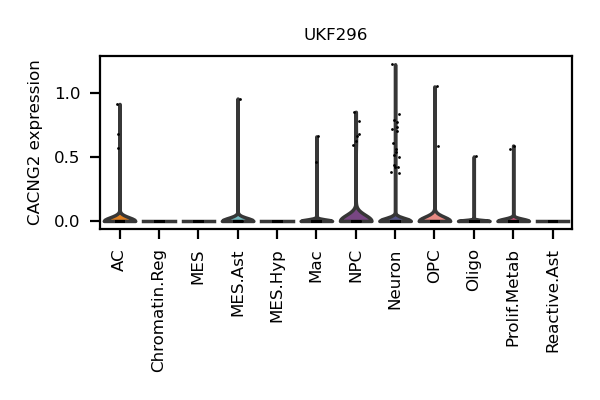 UKF296
CACNG2 expression
1.0
0.5
0.0
AC
Chromatin.Reg
MES
MES.Ast
MES.Hyp
Mac
NPC
Neuron
OPC
Oligo
Prolif.Metab
Reactive.Ast